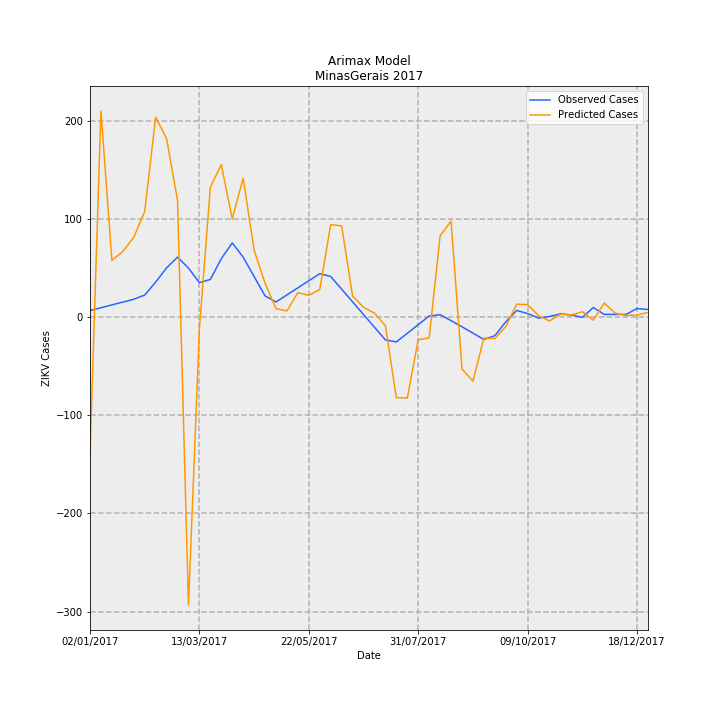 Arimax Model
MinasGerais 2017
Observed Cases
Predicted Cases
200
100
0
−100
−200
−300
ZIKV Cases
02/01/2017
13/03/2017
22/05/2017
31/07/2017
09/10/2017
18/12/2017
Date